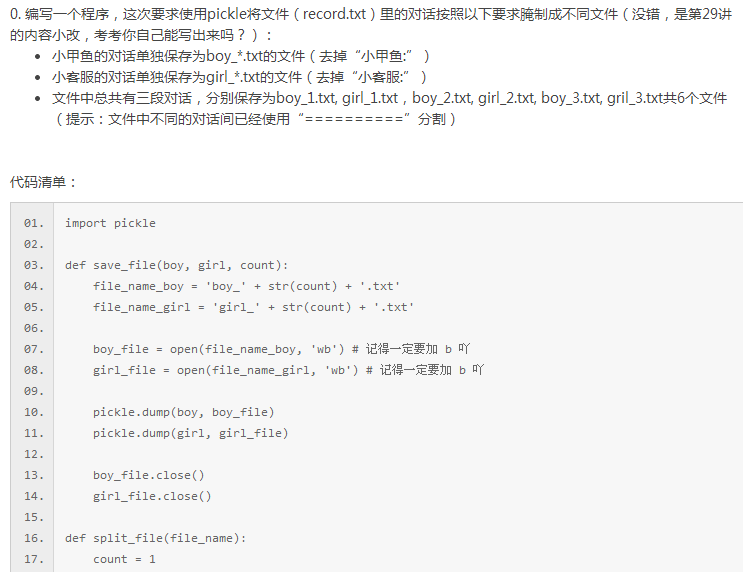 0. 编写一个程序，这次要求使用pickle将文件（record.txt）里的对话按照以下要求腌制成不同文件（没错，是第29讲
的内容小改，考考你自己能写出来吗？）：
• 小甲鱼的对话单独保存为boy_*.txt的文件（去掉“小甲鱼:”）
• 小客服的对话单独保存为girl_*.txt的文件（去掉“小客服:”）
• 文件中总共有三段对话，分别保存为boy_1.txt, girl_1.txt，boy_2.txt, girl_2.txt, boy_3.txt, gril_3.txt共6个文件
（提示：文件中不同的对话间已经使用“==========”分割）
代码清单：
01. import pickle
02.
03. def save_file(boy, girl, count):
04.     file_name_boy = 'boy_' + str(count) + '.txt'
05.     file_name_girl = 'girl_' + str(count) + '.txt'
06.
07.     boy_file = open(file_name_boy, 'wb') # 记得一定要加 b 吖
08.     girl_file = open(file_name_girl, 'wb') # 记得一定要加 b 吖
09.
10.     pickle.dump(boy, boy_file)
11.     pickle.dump(girl, girl_file)
12.
13.     boy_file.close()
14.     girl_file.close()
15.
16. def split_file(file_name):
17.     count = 1